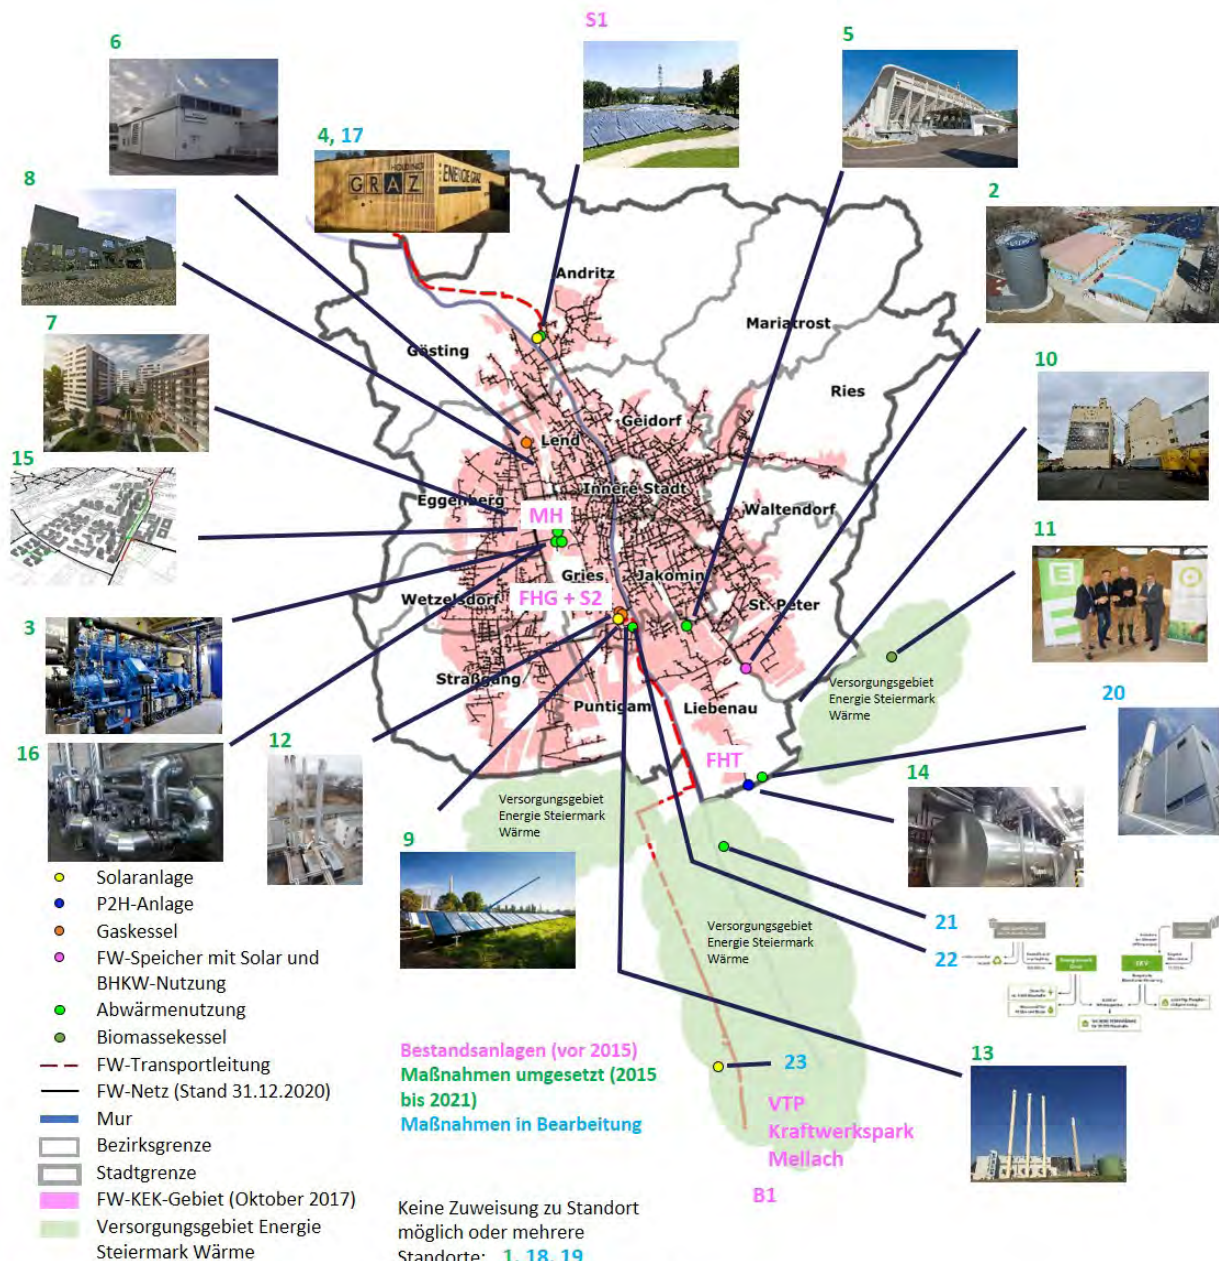 S1
6
5
4, 17
HOLDING
GRAZ
ENERGIE GRAZ
8
2
Andritz
Mariatrost
7
Gösting
10
Ries
Geidorf
Lend
15
Innere Stadt
Eggenberg
Waltendorf
11
MH
Gries
Jakomini
FHG + S2
Wetzelsdorf
St. Peter
3
Straßgang
Versorgungsgebiet
Energie Steiermark
Wärme
20
Puntigam
Liebenau
16
12
FHT
14
Versorgungsgebiet
Energie Steiermark
Wärme
9
Solaranlage
P2H-Anlage
Gaskessel
FW-Speicher mit Solar und
BHKW-Nutzung
Abwärmenutzung
Biomassekessel
FW-Transportleitung
FW-Netz (Stand 31.12.2020)
Mur
Bezirksgrenze
Stadtgrenze
FW-KEK-Gebiet (Oktober 2017)
Versorgungsgebiet Energie
Steiermark Wärme
Versorgungsgebiet
Energie Steiermark
Wärme
21
22
Bestandsanlagen (vor 2015)
Maßnahmen umgesetzt (2015
bis 2021)
Maßnahmen in Bearbeitung
23
13
VTP
Kraftwerkspark
Mellach
B1
Keine Zuweisung zu Standort
möglich oder mehrere
Standorte: 1, 18, 19